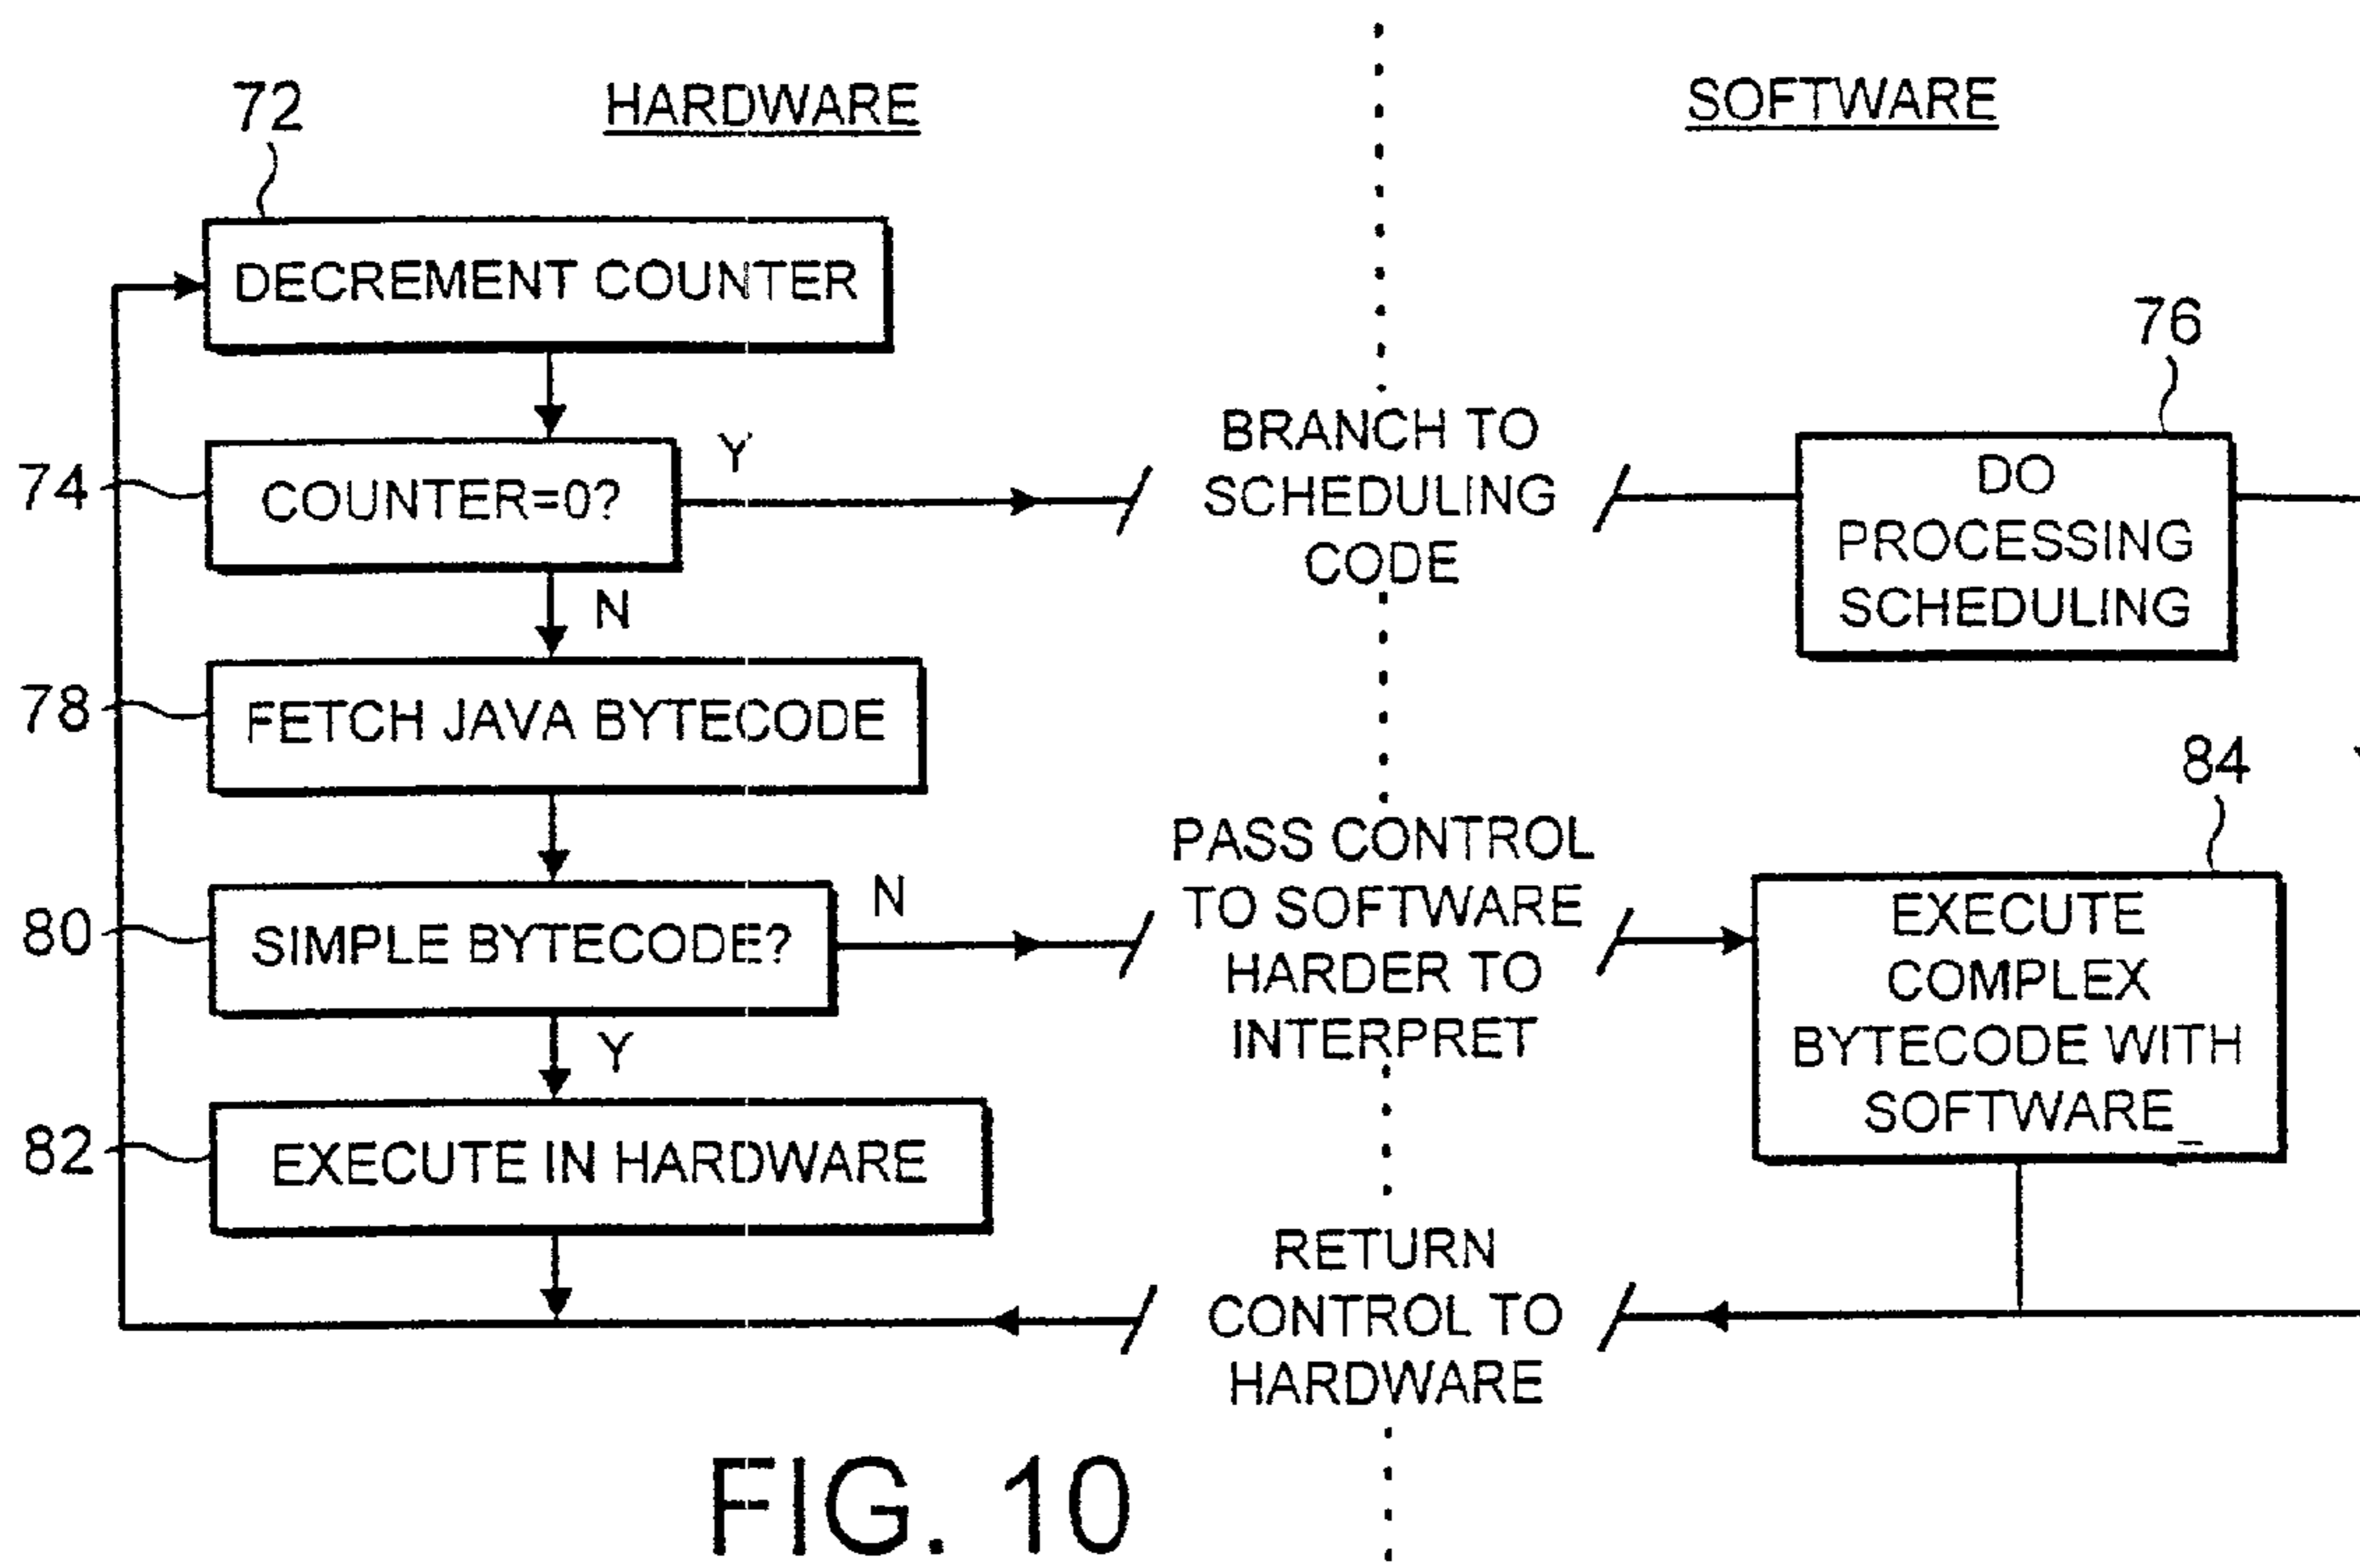 HARDWARE
SOFTWARE
72
DECREMENT COUNTER
74
COUNTER=0?
Y
N
BRANCH TO
SCHEDULING
CODE
76
DO
PROCESSING
SCHEDULING
78
FETCH JAVA BYTECODE
80
SIMPLE BYTECODE?
N
Y
PASS CONTROL
TO SOFTWARE
HARDER TO
INTERPRET
84
EXECUTE
COMPLEX
BYTECODE WITH
SOFTWARE_
82
EXECUTE IN HARDWARE
RETURN
CONTROL TO
HARDWARE
FIG. 10